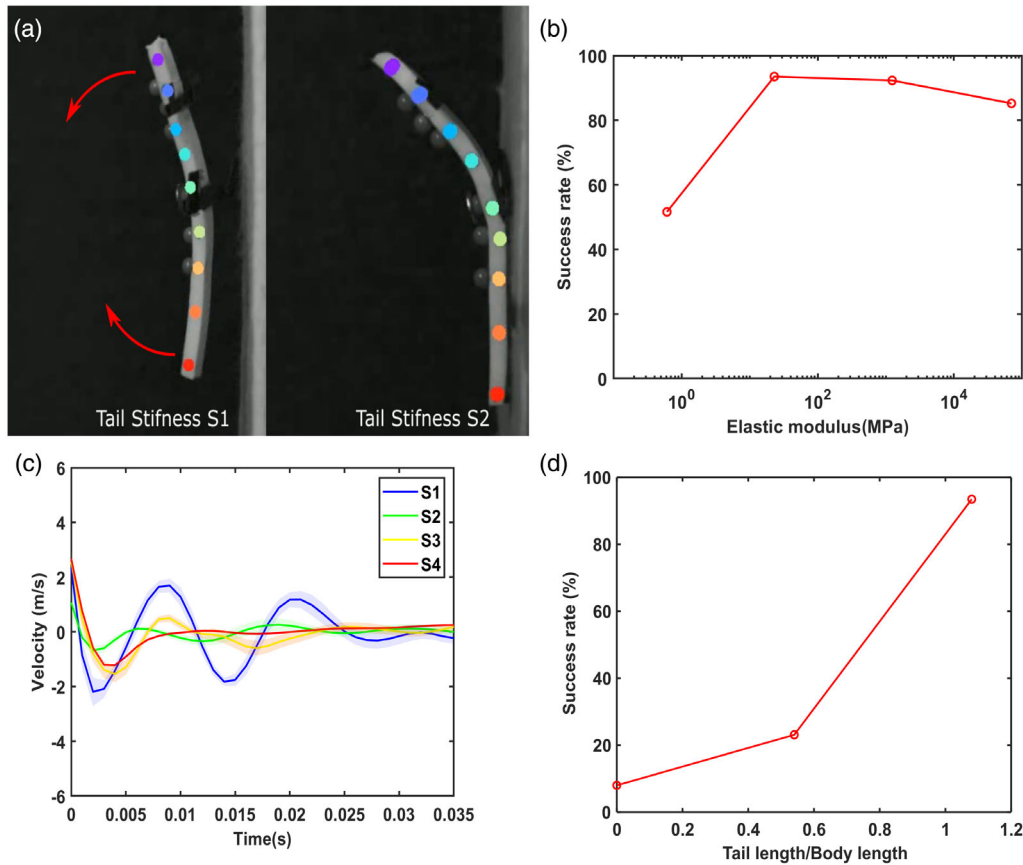 (a)
Tail Stifness S1
Tail Stifness S2
(b)
100
80
60
40
20
0
10^0
10^2
10^4
Success rate (%)
Elastic modulus(MPa)
(c)
6
4
2
0
-2
-4
-6
0
0.005
0.01
0.015
0.02
0.025
0.03
0.035
Velocity (m/s)
Time(s)
S1
S2
S3
S4
(d)
100
80
60
40
20
0
0
0.2
0.4
0.6
0.8
1
1.2
Success rate (%)
Tail length/Body length